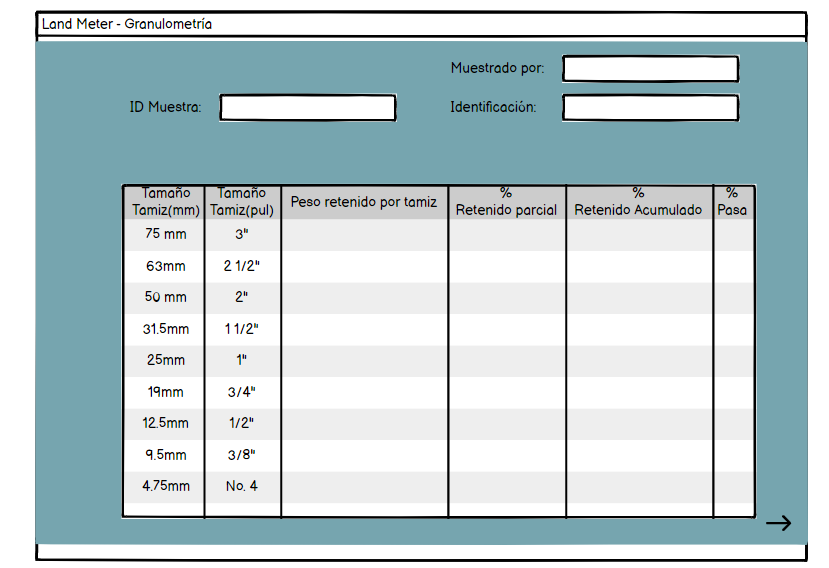 Land Meter - Granulometría
Muestrado por:
ID Muestra: Identificación:
Tamaño Tamiz(mm) Tamaño Tamiz(pul) Peso retenido por tamiz % Retenido parcial % Retenido Acumulado % Pasa
75 mm 3"
63mm 2 1/2"
50 mm 2"
31.5mm 1 1/2"
25mm 1"
19mm 3/4"
12.5mm 1/2"
9.5mm 3/8"
4.75mm No. 4